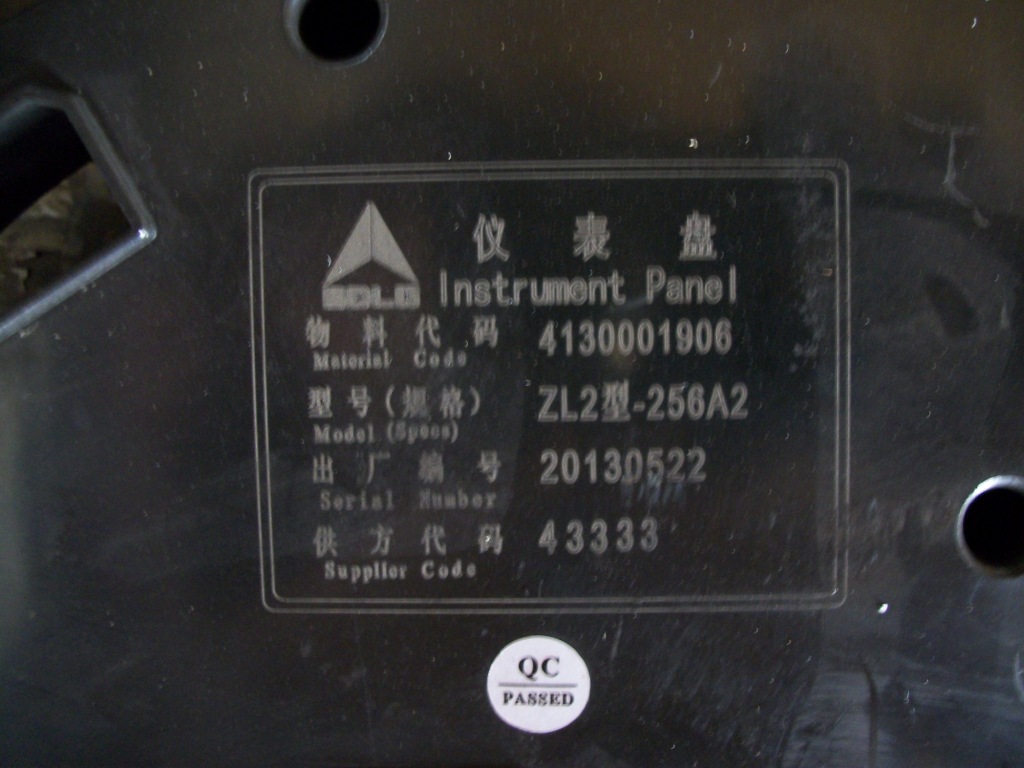 仪表盘
SDLG
Instrument Panel
物料代码 4130001906
Material Code
型号(规格) ZL2型-256A2
Model (Specs)
出厂编号 20130522
Serial Number
供方代码 43333
Supplier Code
QC
PASSED